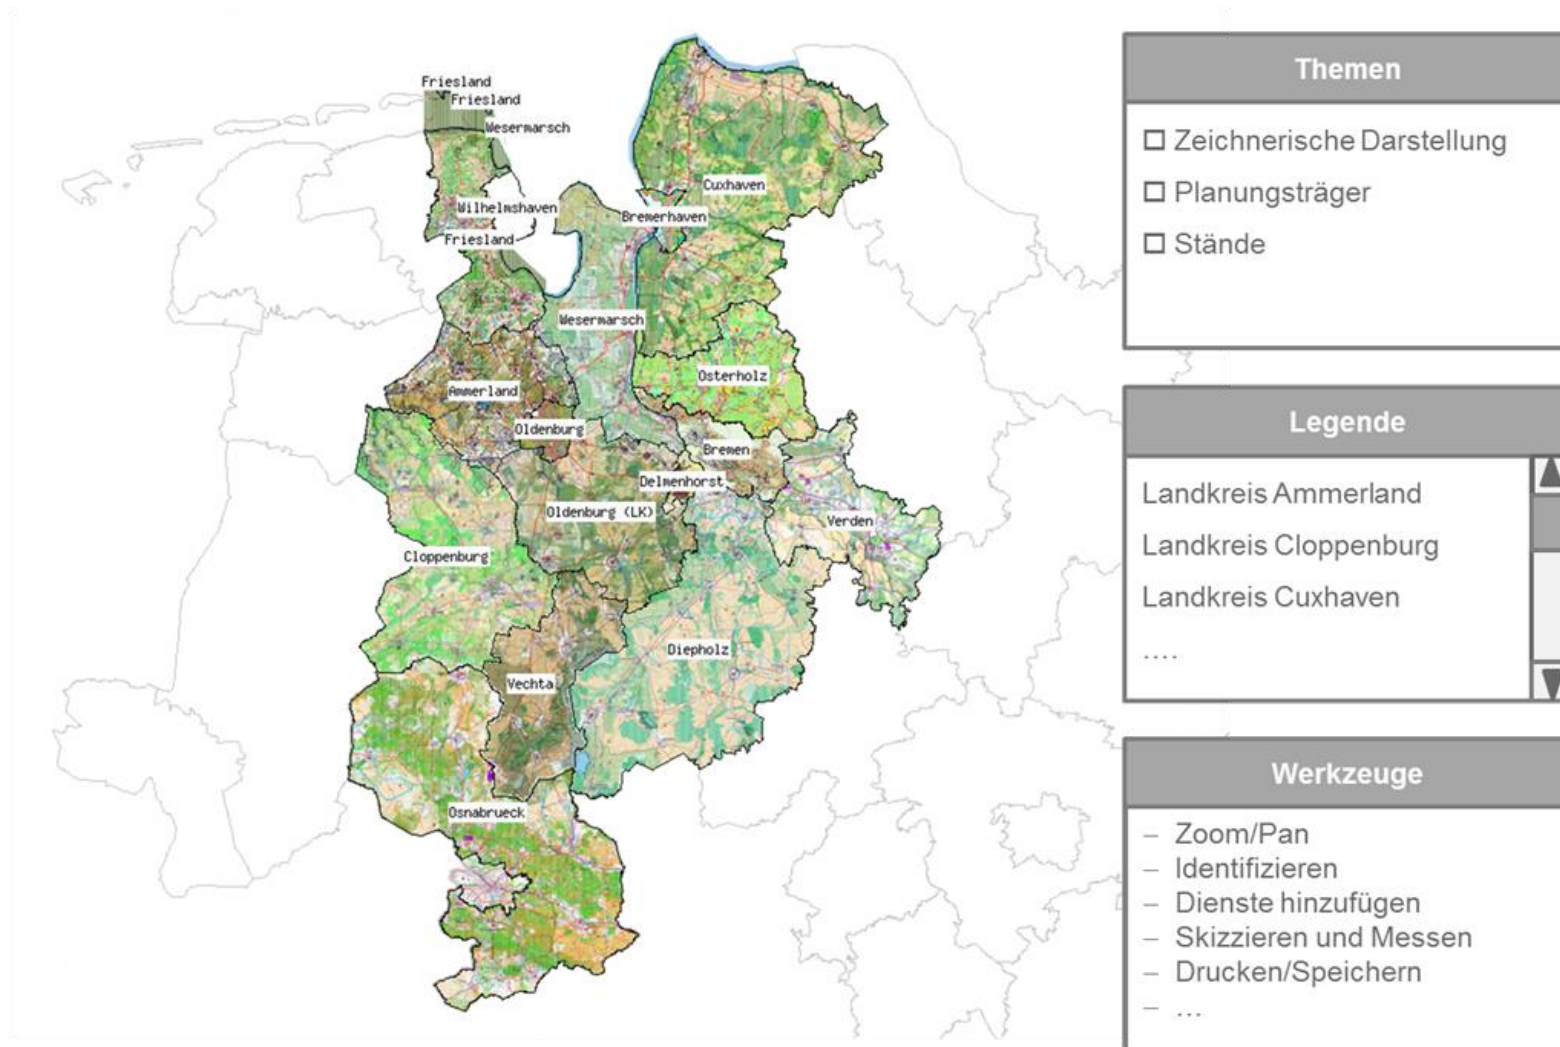 Friesland
Friesland
Wesermarsch
Cuxhaven
Wilhelmshaven
Bremerhaven
Friesland
Wesermarsch
Osterholz
Ammerland
Oldenburg
Bremen
Delmenhorst
Oldenburg (LK)
Verden
Cloppenburg
Diepholz
Vechta
Osnabrueck
Themen
Zeichnerische Darstellung
Planungsträger
Stände
Legende
Landkreis Ammerland
Landkreis Cloppenburg
Landkreis Cuxhaven
....
Werkzeuge
– Zoom/Pan
– Identifizieren
– Dienste hinzufügen
– Skizzieren und Messen
– Drucken/Speichern
– ...